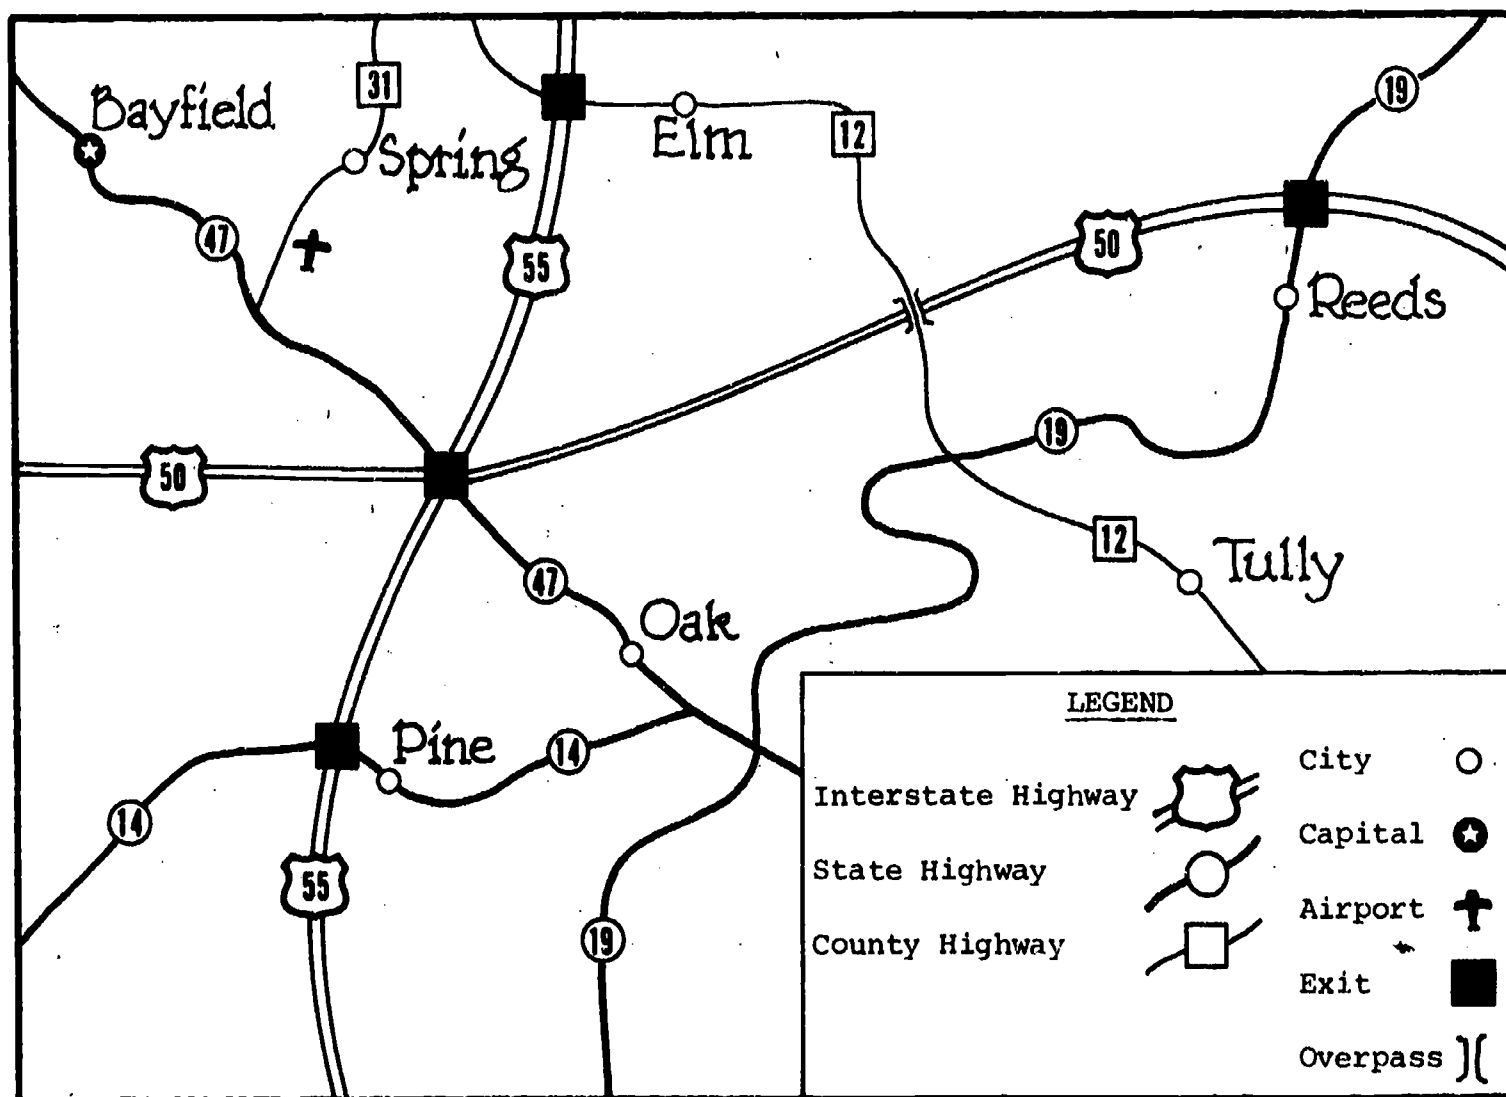 31
19
Bayfield
Elm
12
Spring
47
50
55
Reeds
19
50
12
Tully
47
Oak
LEGEND
Pine
14
City
Interstate Highway
14
Capital
State Highway
55
Airport
19
County Highway
Exit
Overpass